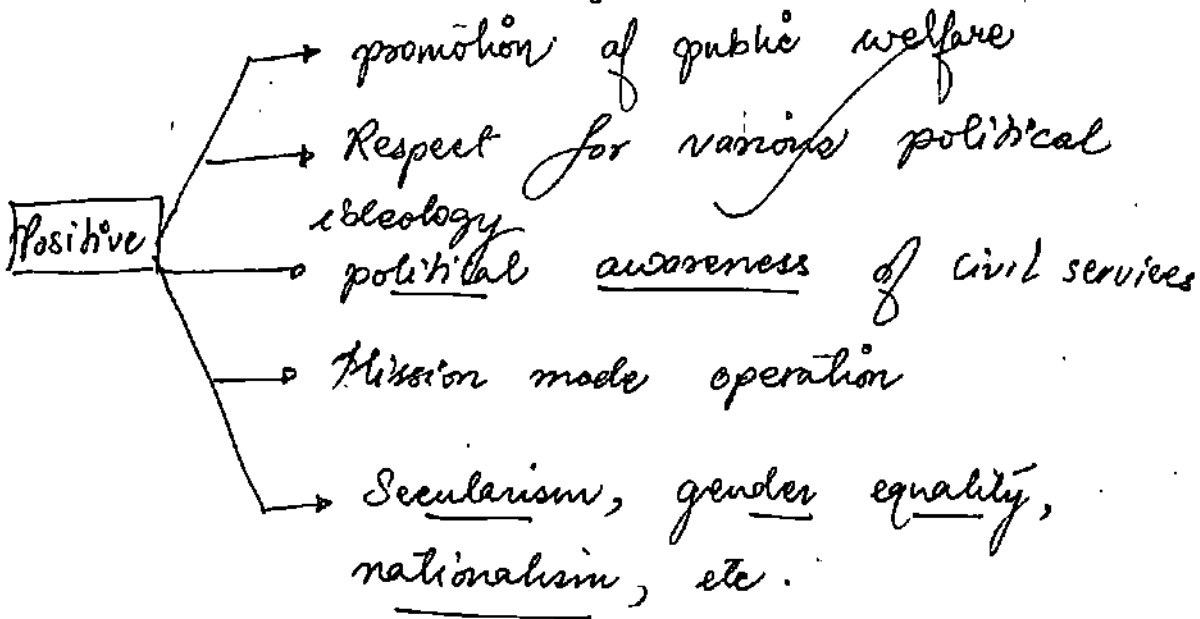 promotion of public welfare
Respect for various political
ideology
Positive
political awareness of civil services
Mission mode operation
Secularism, gender equality,
nationalism, etc.